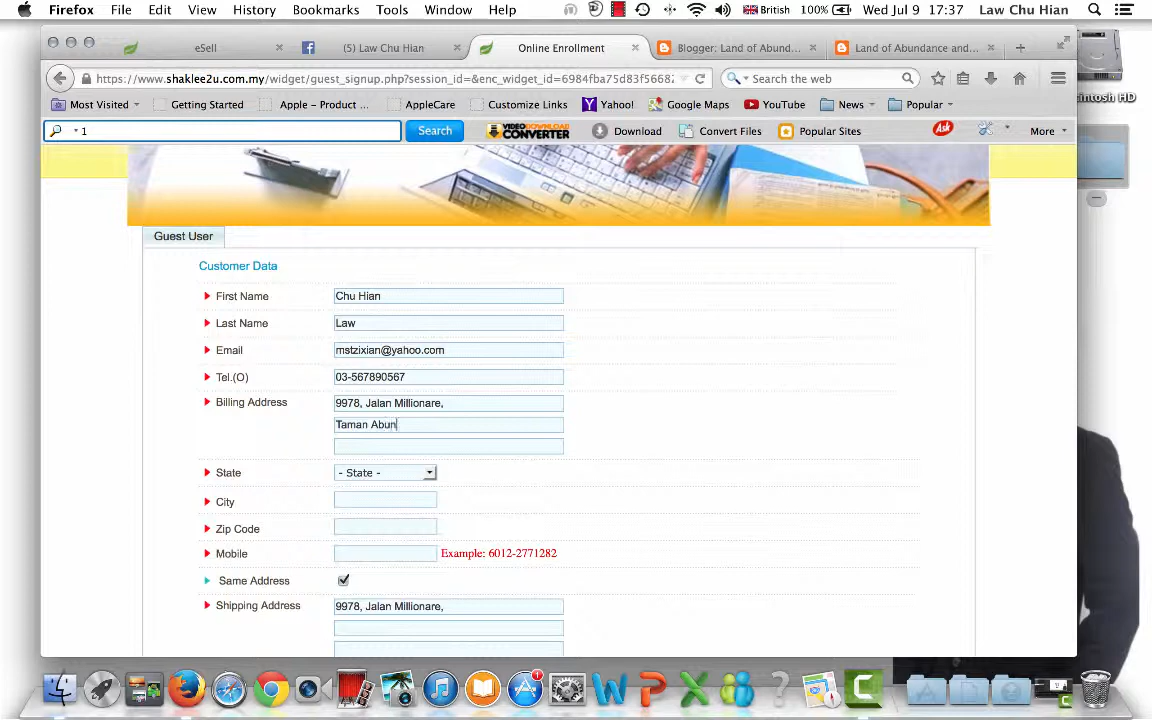 Firefox File Edit View History Bookmarks Tools Window Help British 100% Wed Jul 9 17:37 Law Chu Hian
eSell (5) Law Chu Hian Online Enrollment Blogger: Land of Abund... Land of Abundance and...
https://www.shaklee2u.com.my/widget/guest_signup.php?session_id=&enc_widget_id=6984fba75d83f5668 Search the web
Most Visited Getting Started Apple - Product ... AppleCare Customize Links Yahoo! Google Maps YouTube News Popular
1 Search VIDEO DOWNLOAD CONVERTER Download Convert Files Popular Sites Ask More
Guest User
Customer Data
First Name Chu Hian
Last Name Law
Email mstzixian@yahoo.com
Tel.(O) 03-567890567
Billing Address 9978, Jalan Millionare,
Taman Abun
State - State -
City
Zip Code
Mobile Example: 6012-2771282
Same Address
Shipping Address 9978, Jalan Millionare,